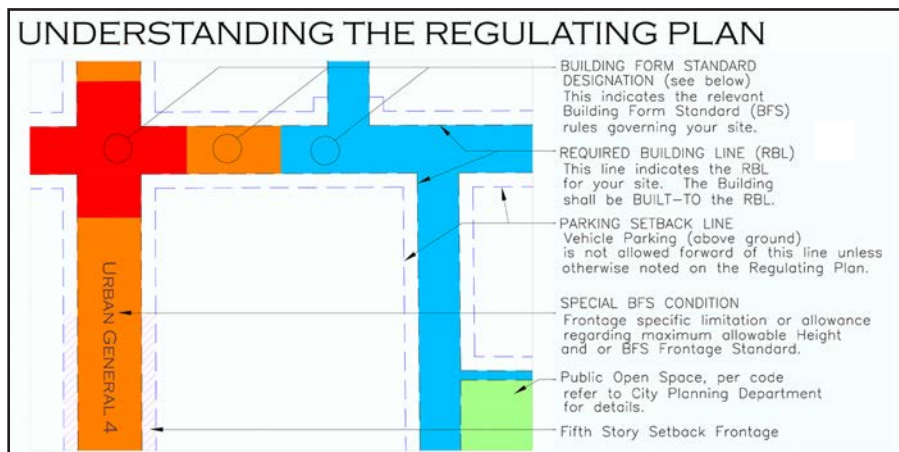 UNDERSTANDING THE REGULATING PLAN
BUILDING FORM STANDARD
DESIGNATION (see below)
This indicates the relevant
Building Form Standard (BFS)
rules governing your site.
REQUIRED BUILDING LINE (RBL)
This line indicates the RBL
for your site. The Building
shall be BUILT-TO the RBL.
PARKING SETBACK LINE
Vehicle Parking (above ground)
is not allowed forward of this line unless
otherwise noted on the Regulating Plan.
URBAN GENERAL 4
SPECIAL BFS CONDITION
Frontage specific limitation or allowance
regarding maximum allowable Height
and or BFS Frontage Standard.
Public Open Space, per code
refer to City Planning Department
for details.
Fifth Story Setback Frontage